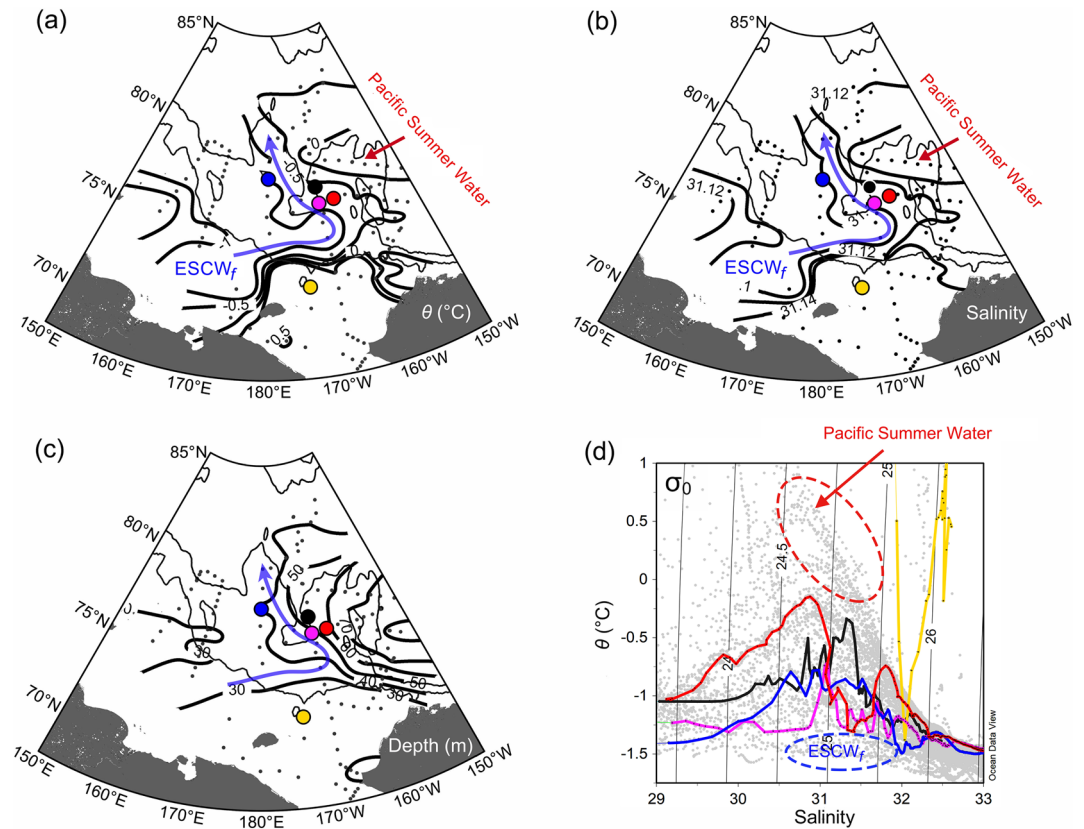 (a)
85°N
80°N
75°N
70°N
150°E
160°E
170°E
180°E
170°W
160°W
150°W
Pacific Summer Water
0
-0.5
-1
ESCWf
-0.5
0.5
θ (°C)
(b)
85°N
80°N
75°N
70°N
150°E
160°E
170°E
180°E
170°W
160°W
150°W
Pacific Summer Water
31.12
31.12
31.12
31.14
ESCWf
Salinity
(c)
85°N
80°N
75°N
70°N
150°E
160°E
170°E
180°E
170°W
160°W
150°W
50
30
30
50
Depth (m)
(d)
Pacific Summer Water
σ0
1
0.5
0
-0.5
-1
-1.5
θ (°C)
24
24.5
25
26
ESCWf
29
30
31
32
33
Salinity
Ocean Data View